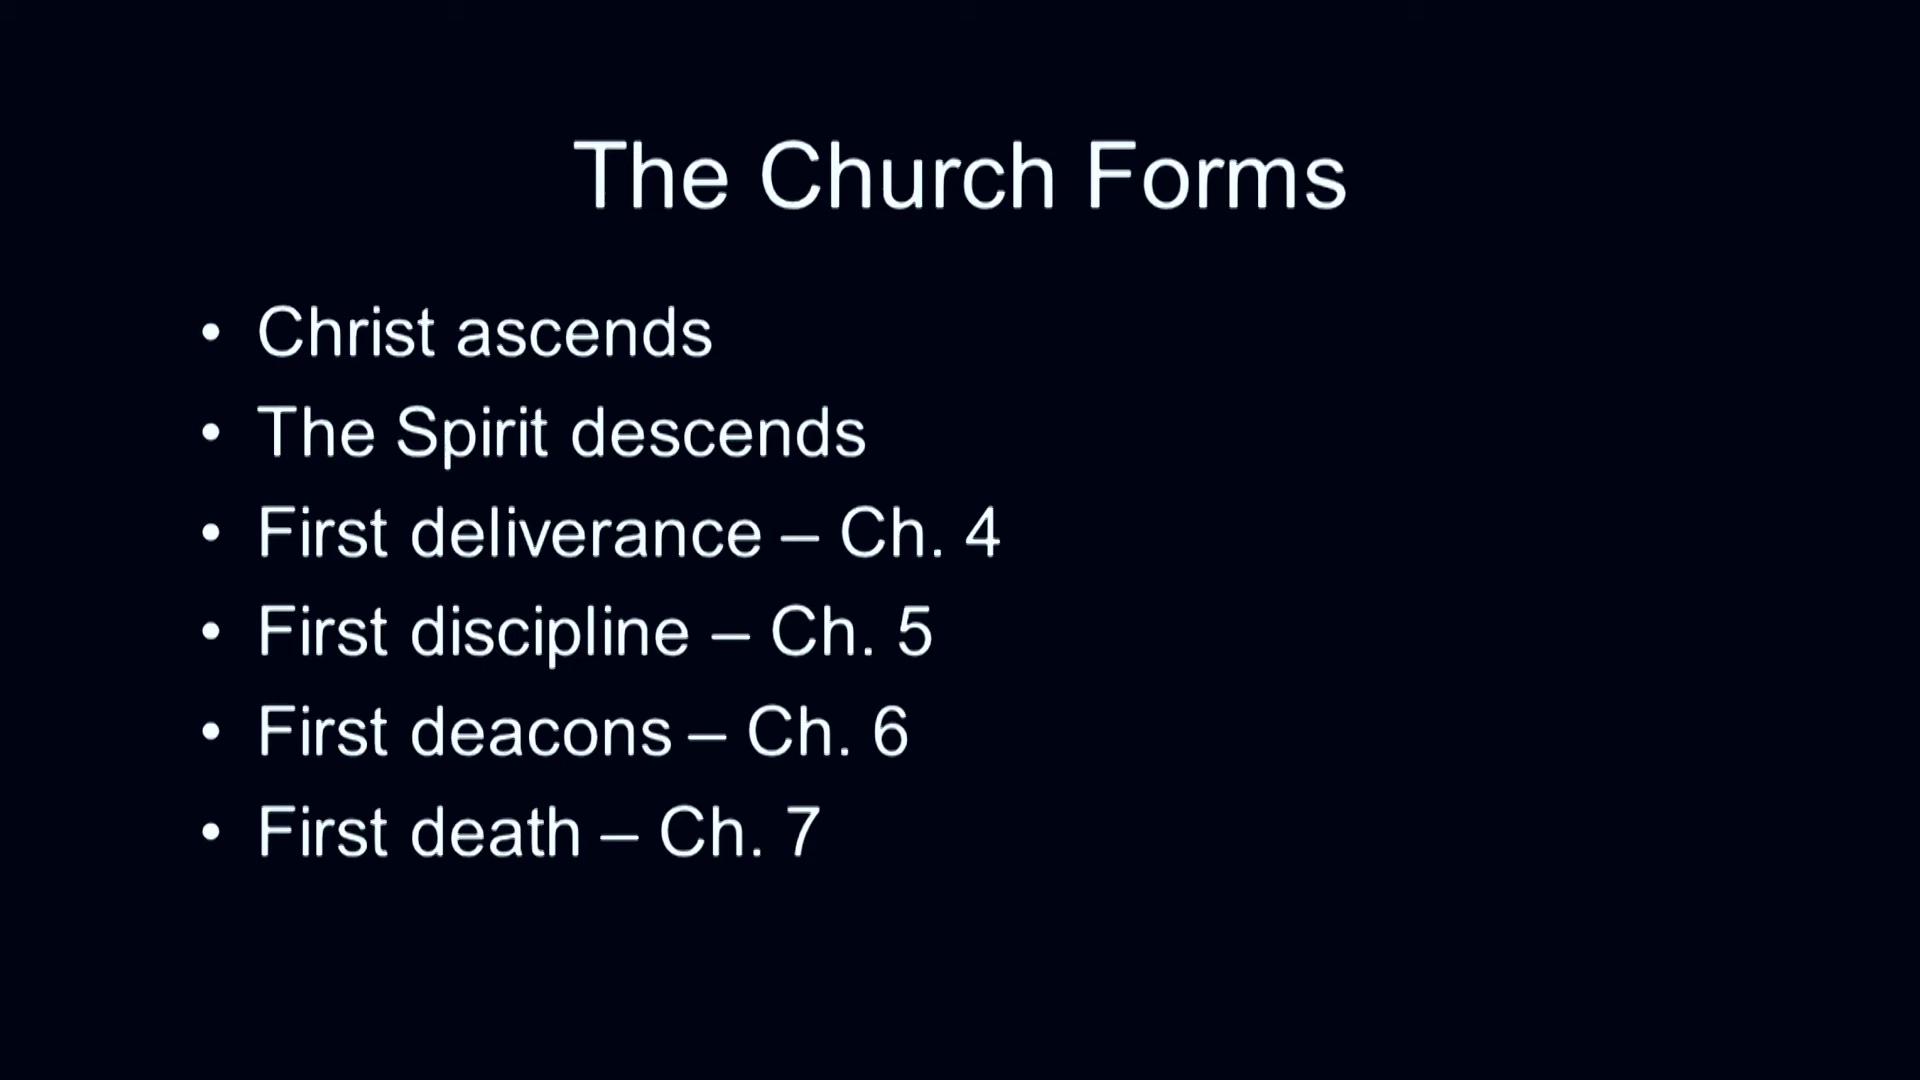 The Church Forms
• Christ ascends
• The Spirit descends
• First deliverance – Ch. 4
• First discipline – Ch. 5
• First deacons – Ch. 6
• First death – Ch. 7